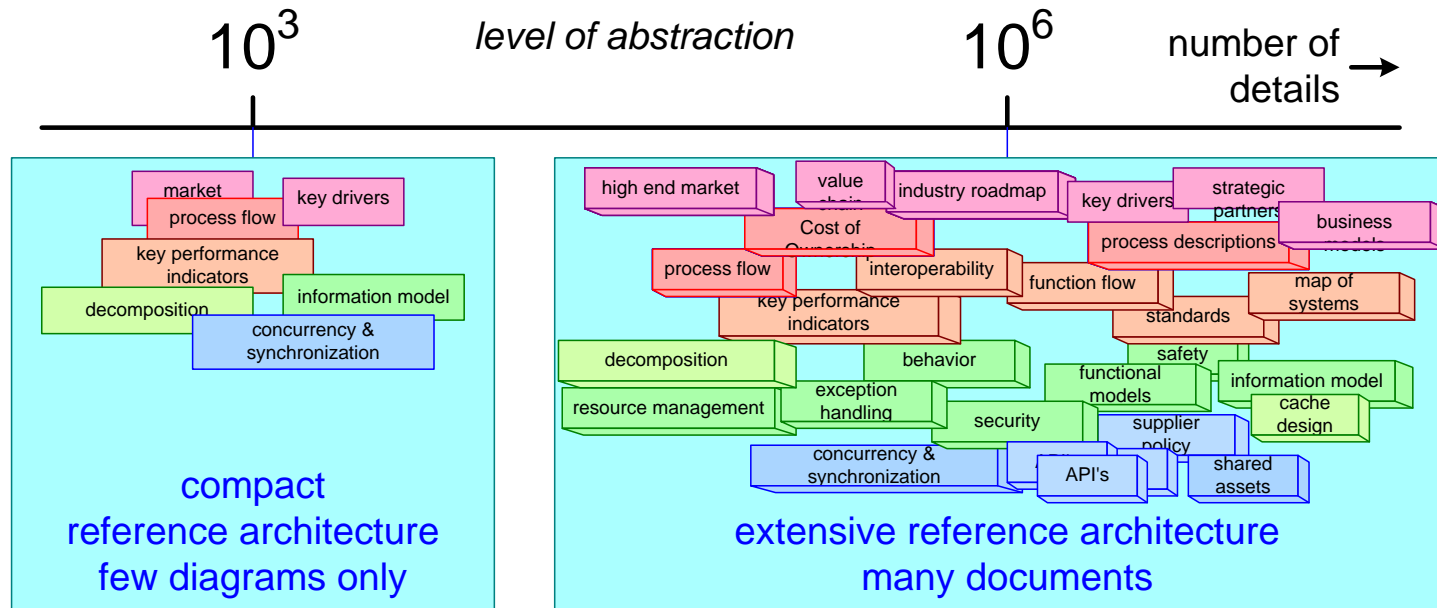 10^3
level of abstraction
10^6
number of
details
market
key drivers
process flow
key performance
indicators
decomposition
information model
concurrency &
synchronization
compact
reference architecture
few diagrams only
high end market
value
chain
industry roadmap
key drivers
strategic
partners
business
models
Cost of
Ownership
process descriptions
process flow
interoperability
function flow
map of
systems
key performance
indicators
standards
decomposition
behavior
safety
functional
models
information model
resource management
exception
handling
cache
design
security
supplier
policy
concurrency &
synchronization
API's
shared
assets
extensive reference architecture
many documents